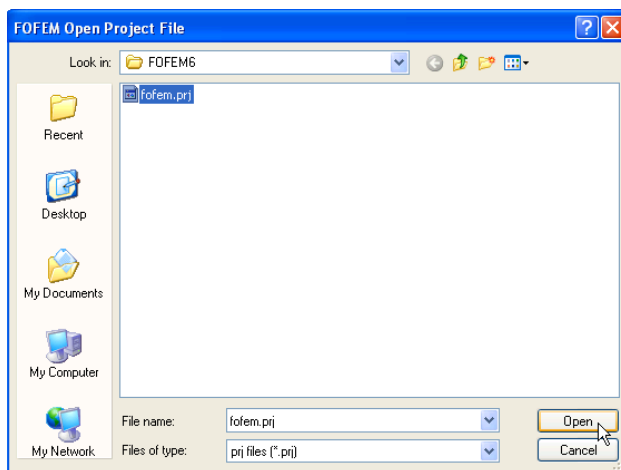 FOFEM Open Project File
Look in: FOFEM6
fofem.prj
Recent
Desktop
My Documents
My Computer
My Network
File name: fofem.prj Open
Files of type: prj files (*.prj) Cancel